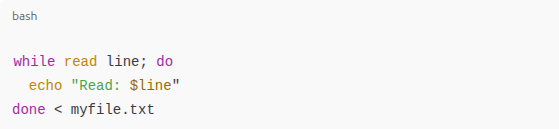 bash
while read line; do
  echo "Read: $line"
done < myfile.txt